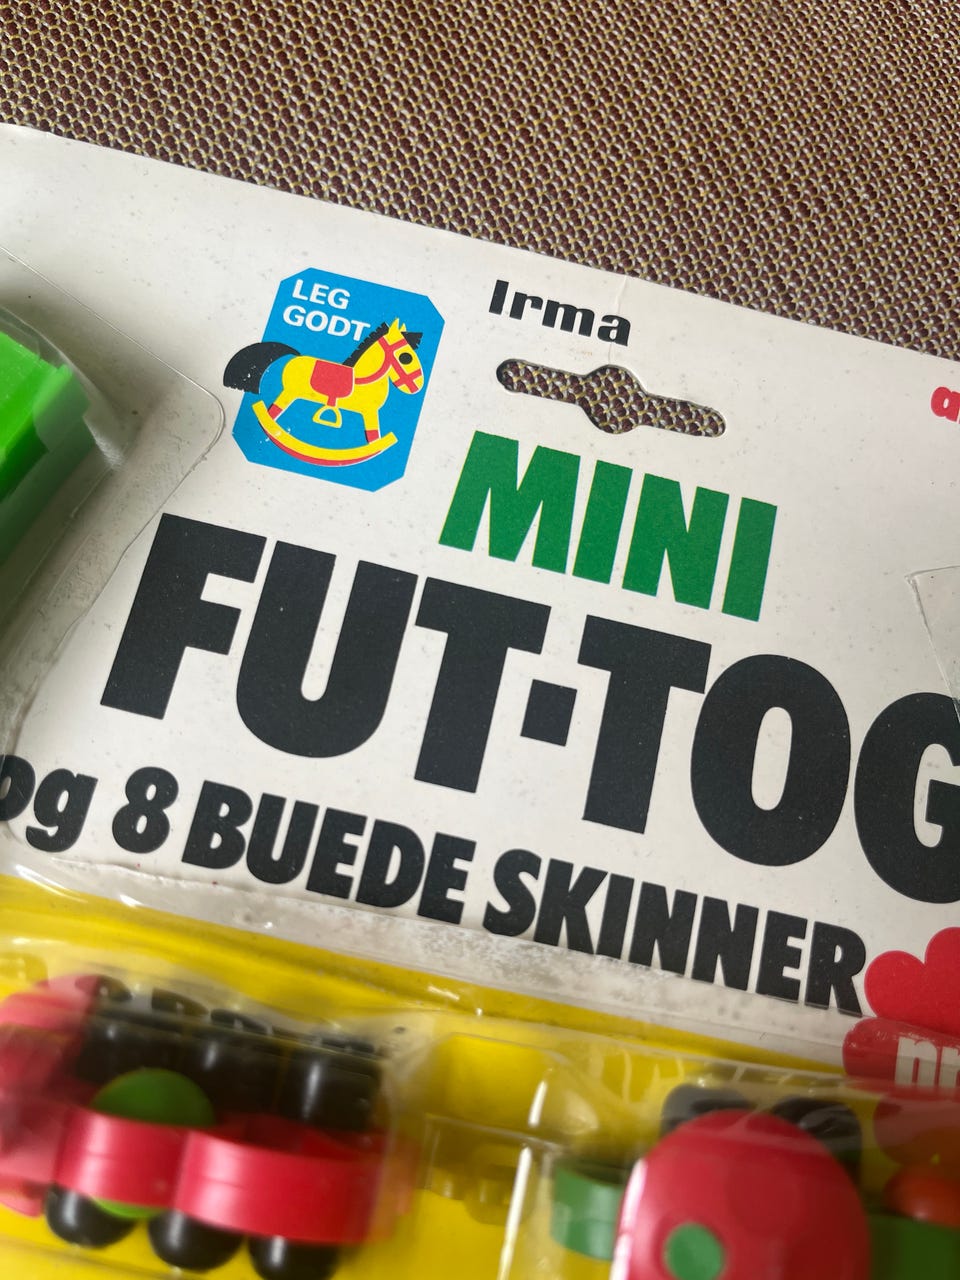 LEG
GODT
Irma
MINI
FUT·TOG
og 8 BUEDE SKINNER